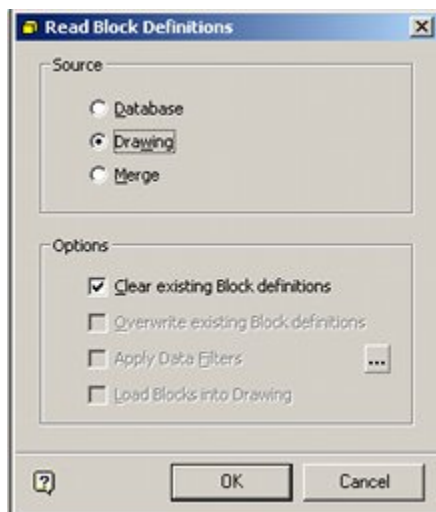 Read Block Definitions
Source
Database
Drawing
Merge
Options
Clear existing Block definitions
Overwrite existing Block definitions
Apply Data Filters
...
Load Blocks into Drawing
?
OK
Cancel